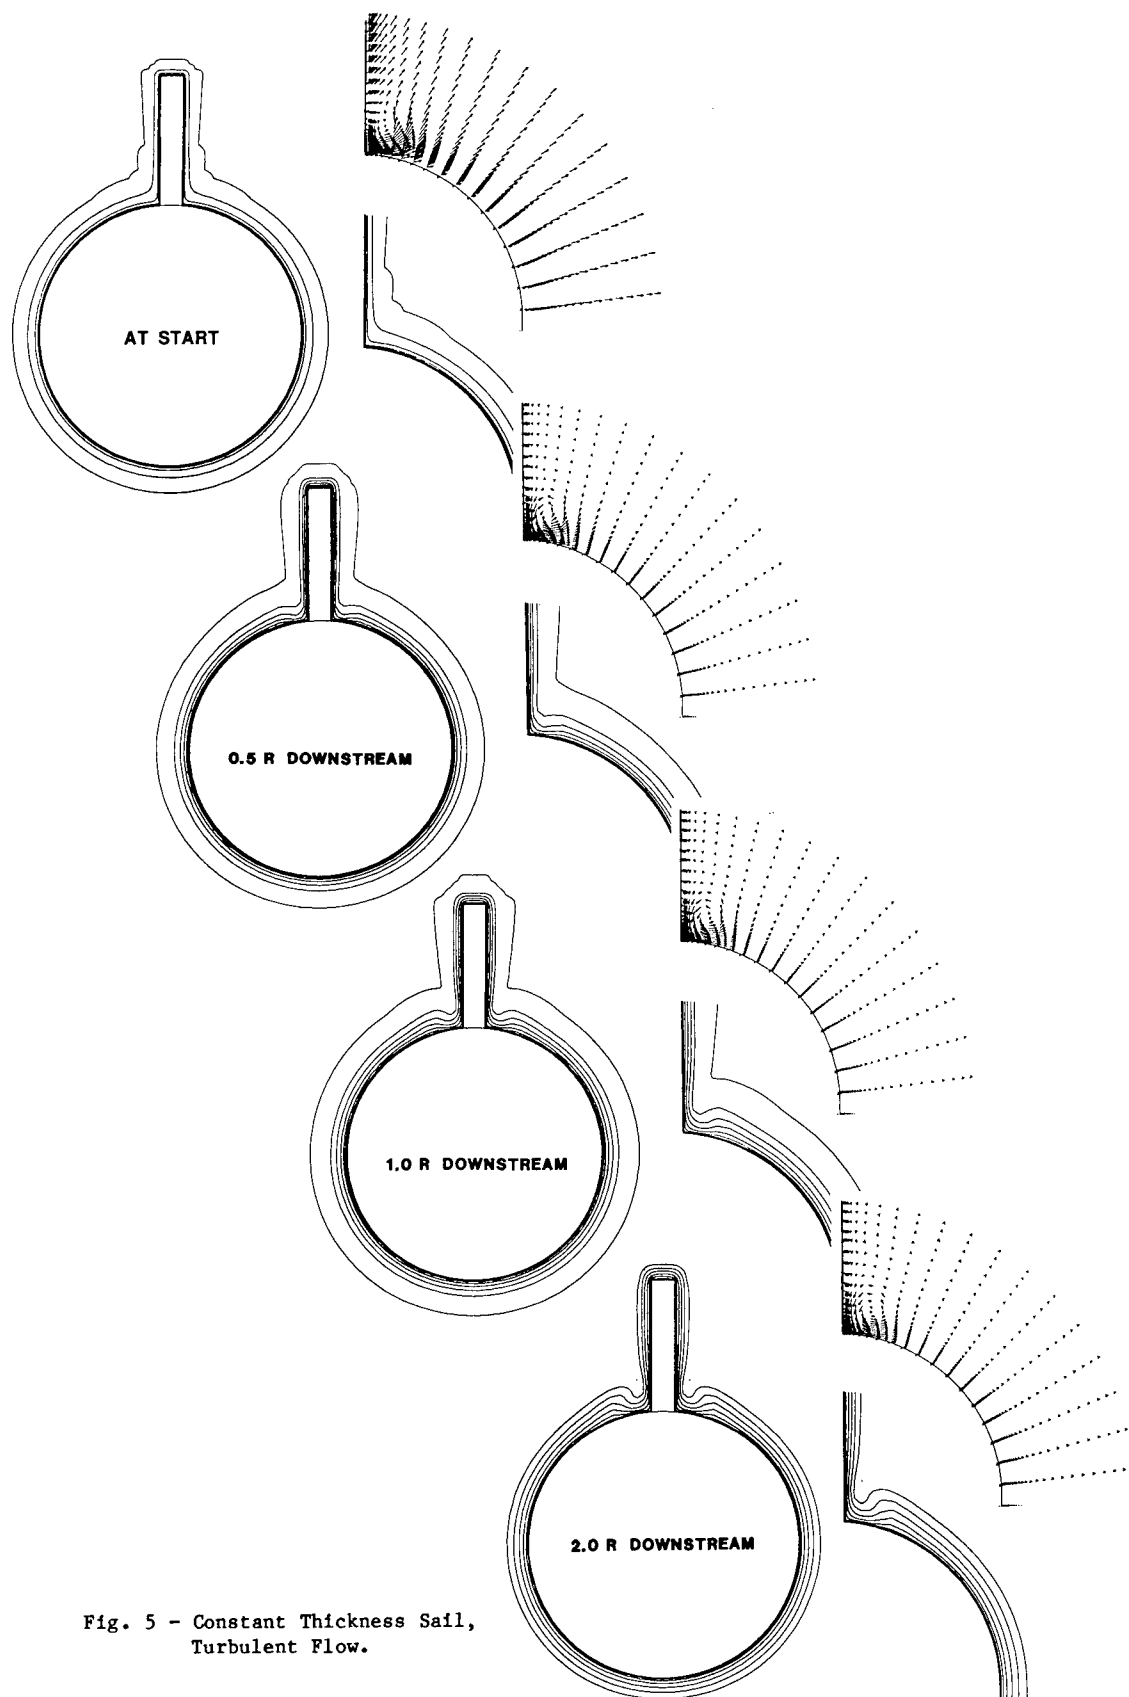 AT START
0.5 R DOWNSTREAM
1.0 R DOWNSTREAM
2.0 R DOWNSTREAM
Fig. 5 - Constant Thickness Sail,
Turbulent Flow.